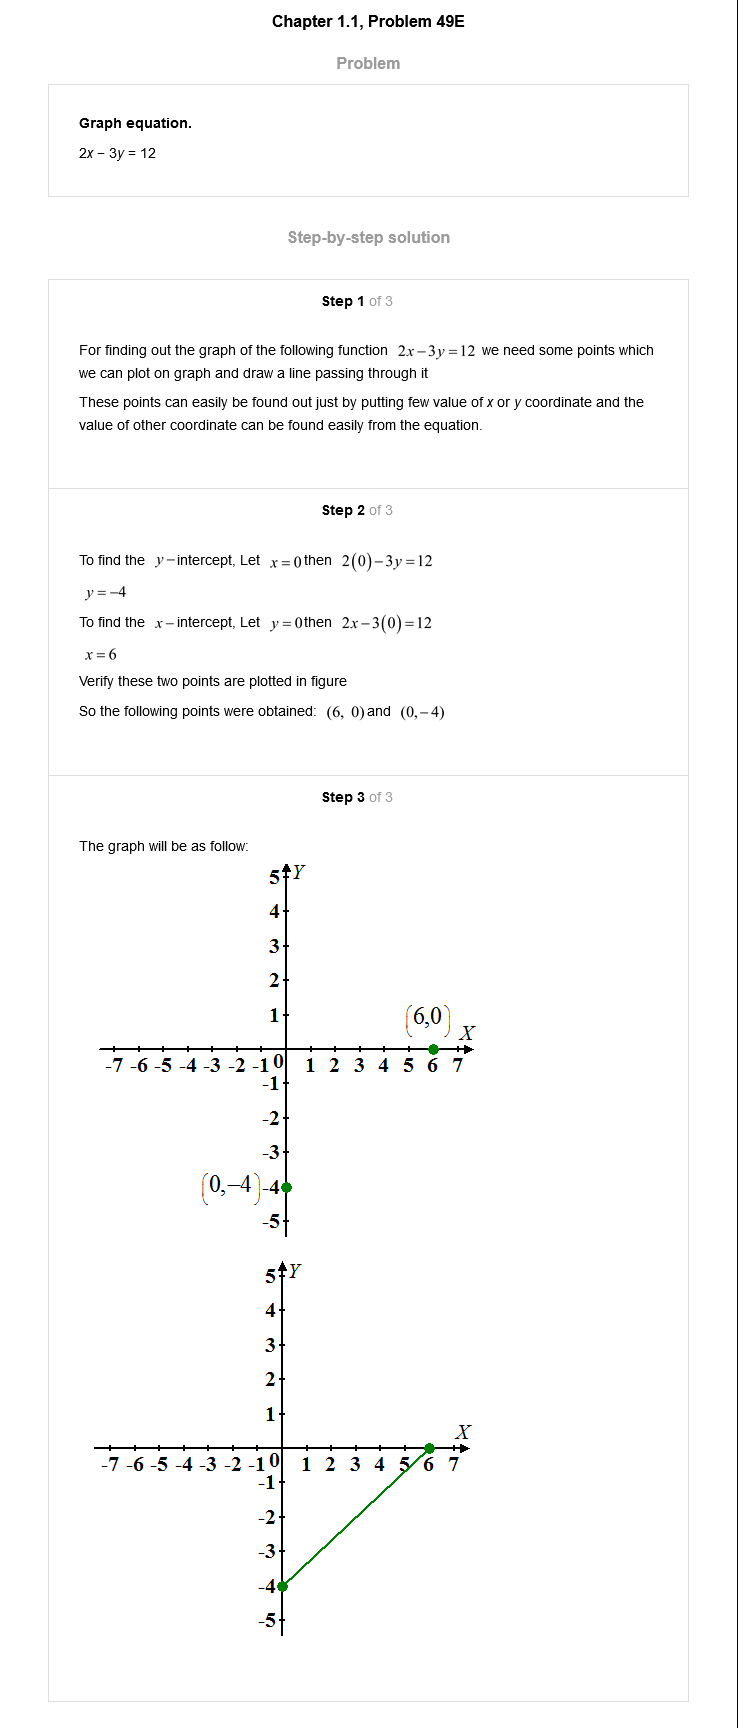 Chapter 1.1, Problem 49E
Problem
Graph equation.
2x − 3y = 12
Step-by-step solution
Step 1 of 3
For finding out the graph of the following function 2x−3y=12 we need some points which
we can plot on graph and draw a line passing through it
These points can easily be found out just by putting few value of x or y coordinate and the
value of other coordinate can be found easily from the equation.
Step 2 of 3
To find the y−intercept, Let x=0 then 2(0)−3y=12
y=−4
To find the x−intercept, Let y=0 then 2x−3(0)=12
x=6
Verify these two points are plotted in figure
So the following points were obtained: (6, 0) and (0,−4)
Step 3 of 3
The graph will be as follow:
5 Y
4
3
2
1 (6,0) X
-7 -6 -5 -4 -3 -2 -1 0 1 2 3 4 5 6 7
-1
-2
-3
(0,−4) -4
-5
5 Y
4
3
2
1 X
-7 -6 -5 -4 -3 -2 -1 0 1 2 3 4 5 6 7
-1
-2
-3
-4
-5